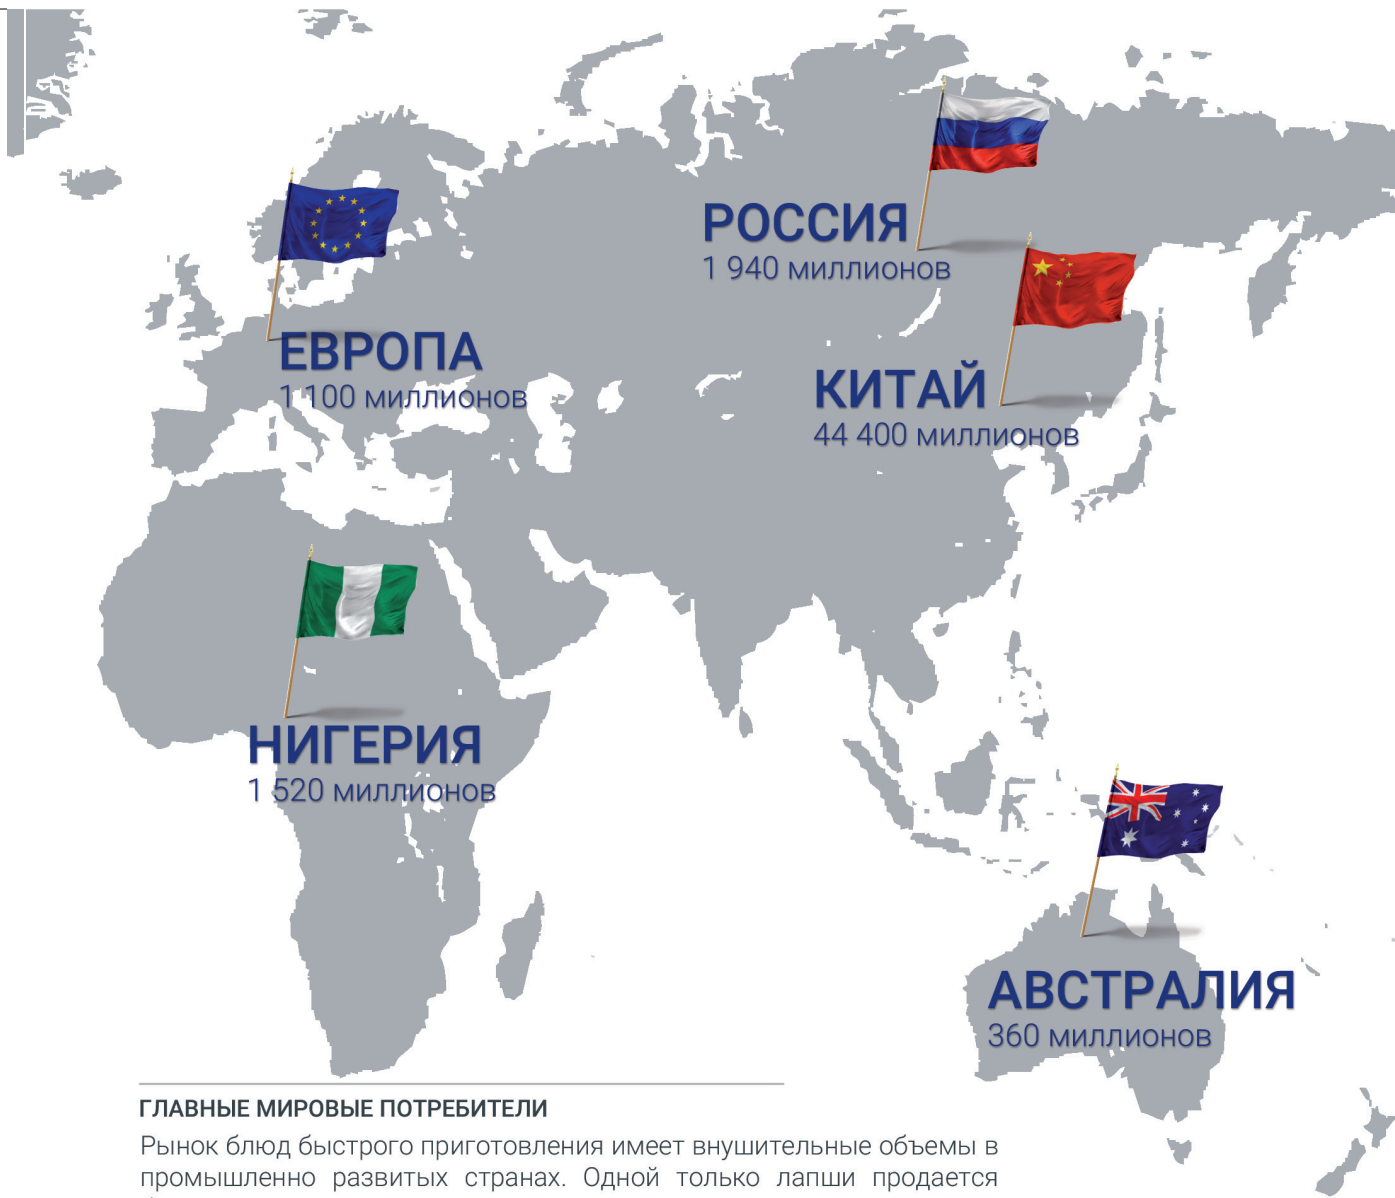 РОССИЯ
1 940 миллионов
ЕВРОПА
1 100 миллионов
КИТАЙ
44 400 миллионов
НИГЕРИЯ
1 520 миллионов
АВСТРАЛИЯ
360 миллионов
ГЛАВНЫЕ МИРОВЫЕ ПОТРЕБИТЕЛИ
Рынок блюд быстрого приготовления имеет внушительные объемы в
промышленно развитых странах. Одной только лапши продается